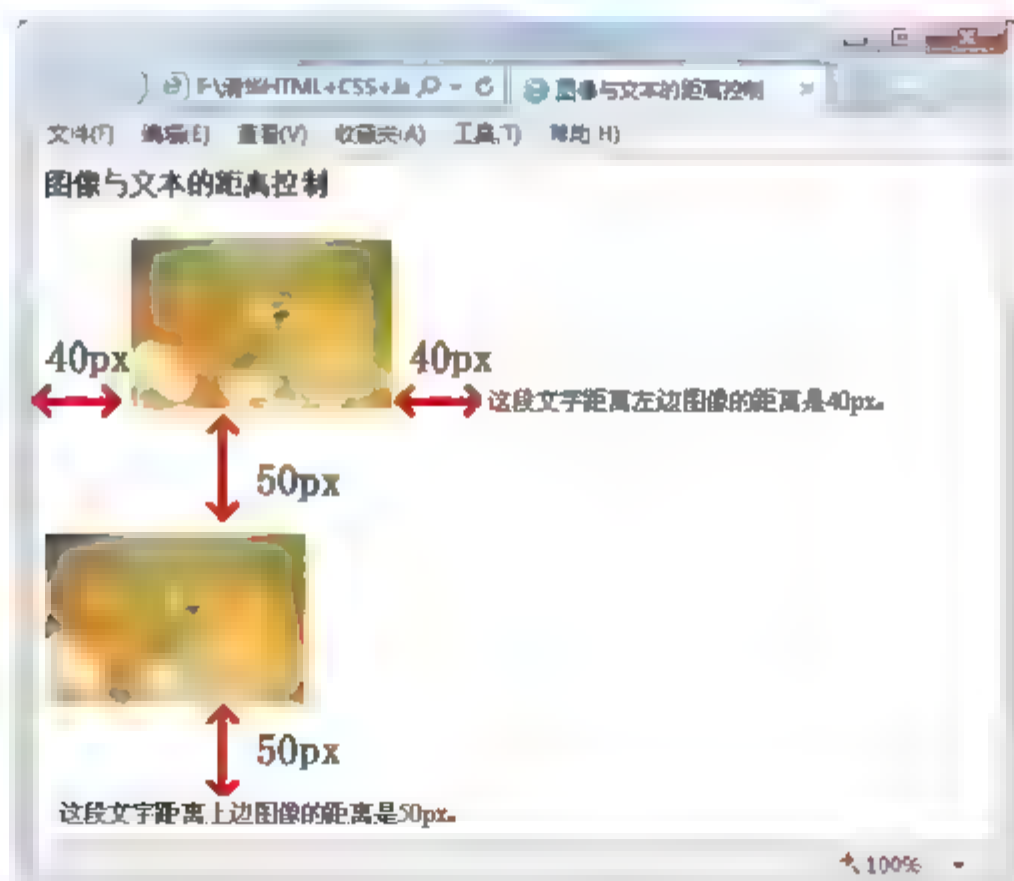 F:\清华HTML+CSS+Ja
图像与文本的距离控制
文件(F) 编辑(E) 查看(V) 收藏夹(A) 工具(T) 帮助(H)
图像与文本的距离控制
40px
40px
这段文字距离左边图像的距离是40px。
50px
50px
这段文字距离上边图像的距离是50px。
100%